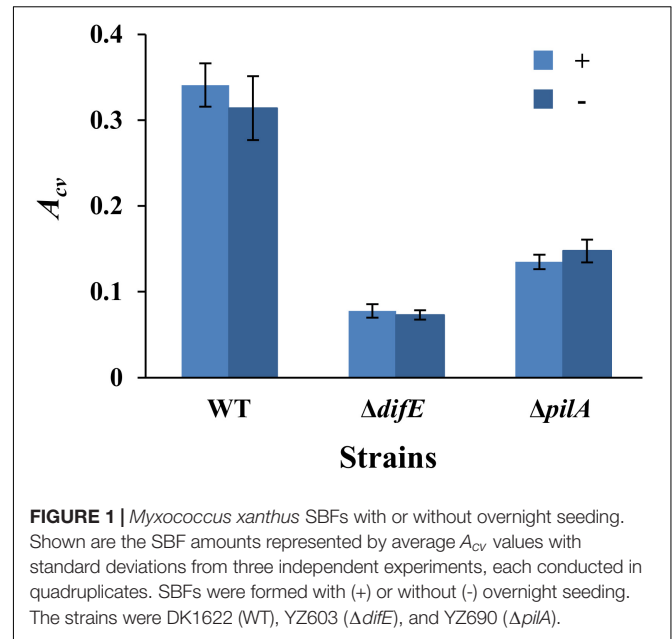 0.4
0.3
0.2
0.1
0
A_cv
+
-
WT
ΔdifE
ΔpilA
Strains
FIGURE 1 | Myxococcus xanthus SBFs with or without overnight seeding.
Shown are the SBF amounts represented by average A_cv values with
standard deviations from three independent experiments, each conducted in
quadruplicates. SBFs were formed with (+) or without (-) overnight seeding.
The strains were DK1622 (WT), YZ603 (ΔdifE), and YZ690 (ΔpilA).